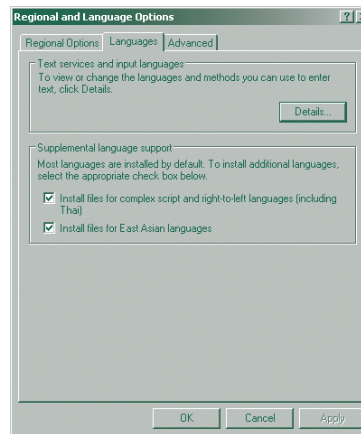 Regional and Language Options
Regional Options Languages Advanced
Text services and input languages
To view or change the languages and methods you can use to enter
text, click Details.
Details...
Supplemental language support
Most languages are installed by default. To install additional languages,
select the appropriate check box below.
Install files for complex script and right-to-left languages (including
Thai)
Install files for East Asian languages
OK Cancel Apply